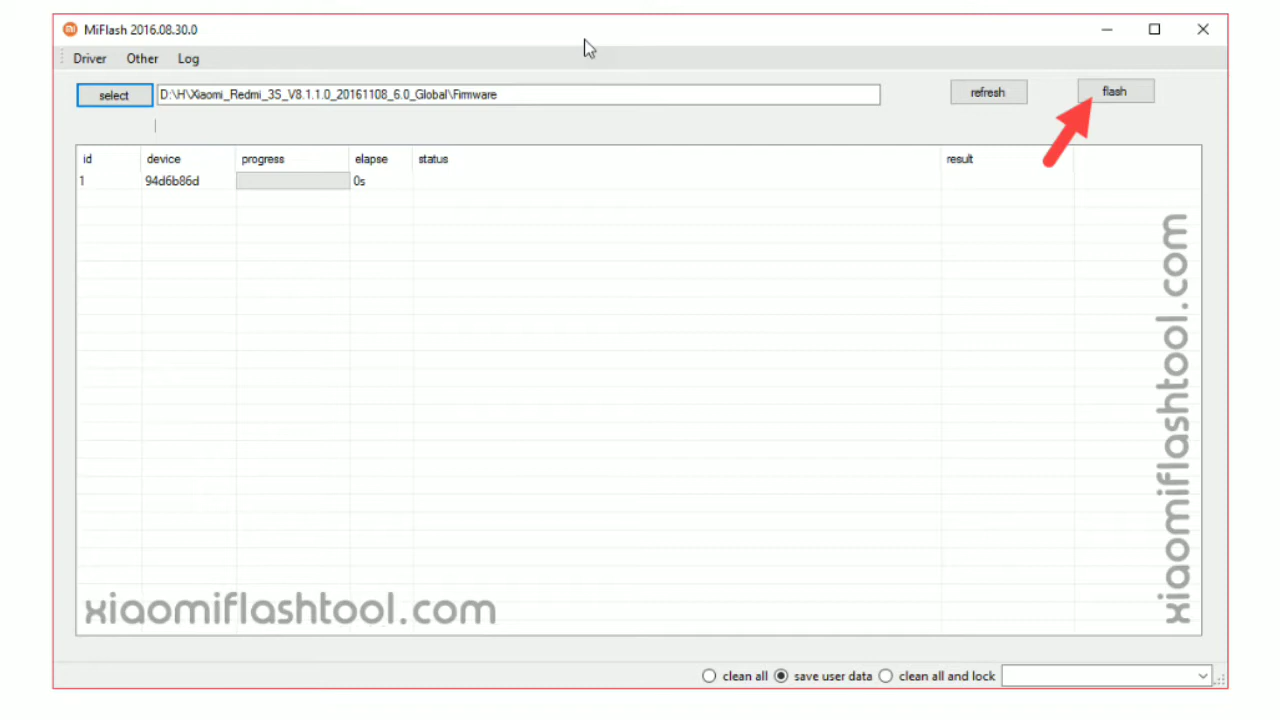 MiFlash 2016.08.30.0
Driver Other Log
select D:\H\Xiaomi_Redmi_3S_V8.1.1.0_20161108_6.0_Global\Firmware refresh flash
id device progress elapse status result
1 94d6b86d 0s
xiaomiflashtool.com
xiaomiflashtool.com
clean all save user data clean all and lock